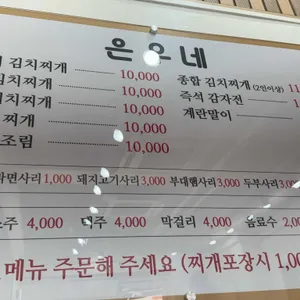 은우네
김치찌개 10,000 종합 김치찌개 (2인이상)
김치찌개 10,000 즉석 감자전
김치찌개 10,000 계란말이
찌개 10,000
조림 10,000
라면사리 1,000 돼지고기사리 3,000 부대햄사리 3,000 두부사리
4,000 맥주 4,000 막걸리 4,000 음료수
메뉴 주문해 주세요 (찌개포장시